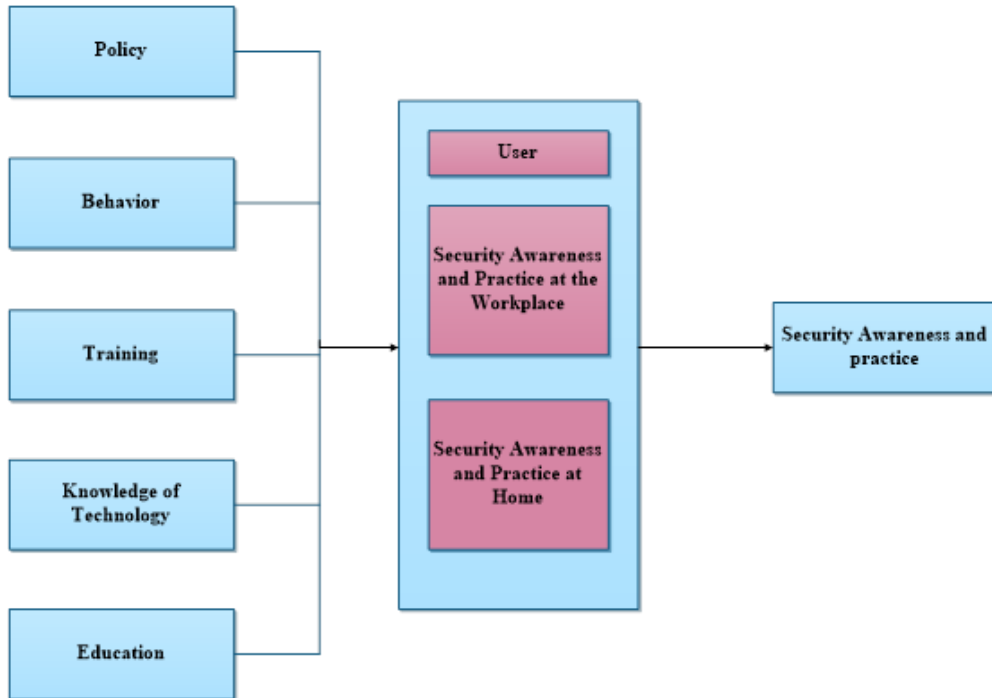 Policy
Behavior
Training
Knowledge of
Technology
Education
User
Security Awareness
and Practice at the
Workplace
Security Awareness
and Practice at
Home
Security Awareness and
practice